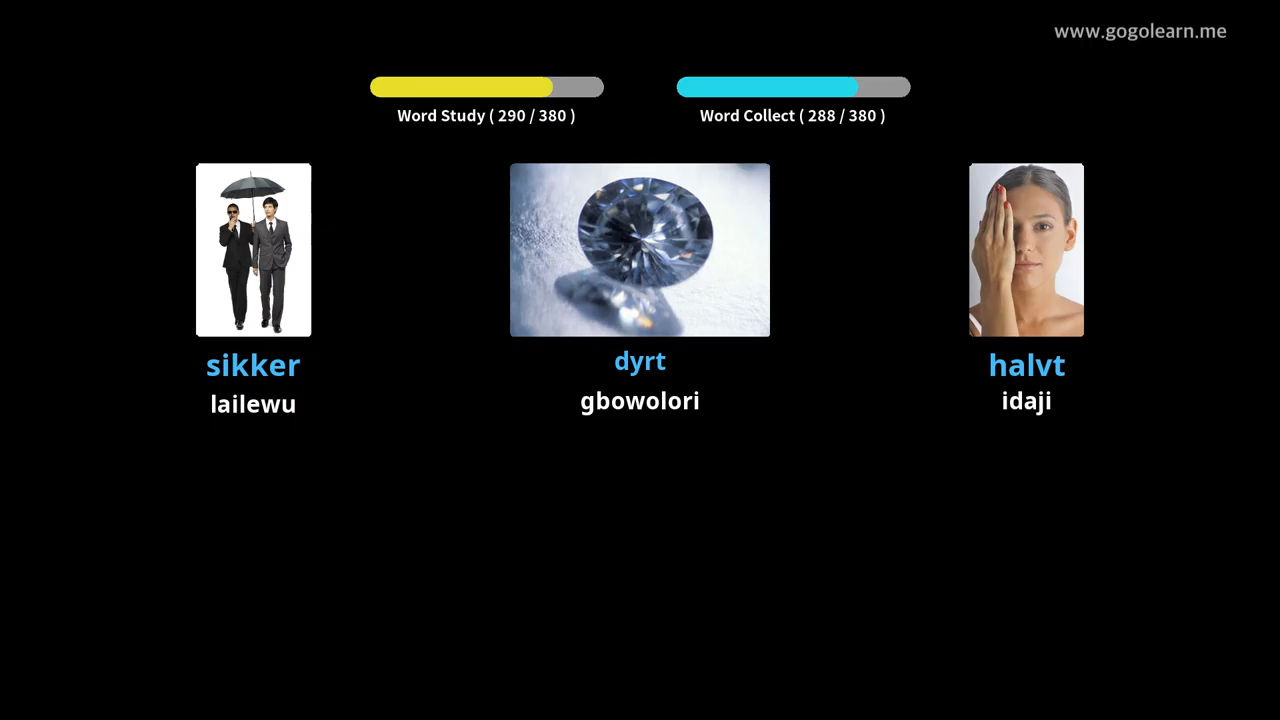 www.gogolearn.me
Word Study ( 290 / 380 )
Word Collect ( 288 / 380 )
sikker
lailewu
dyrt
gbowolori
halvt
idaji